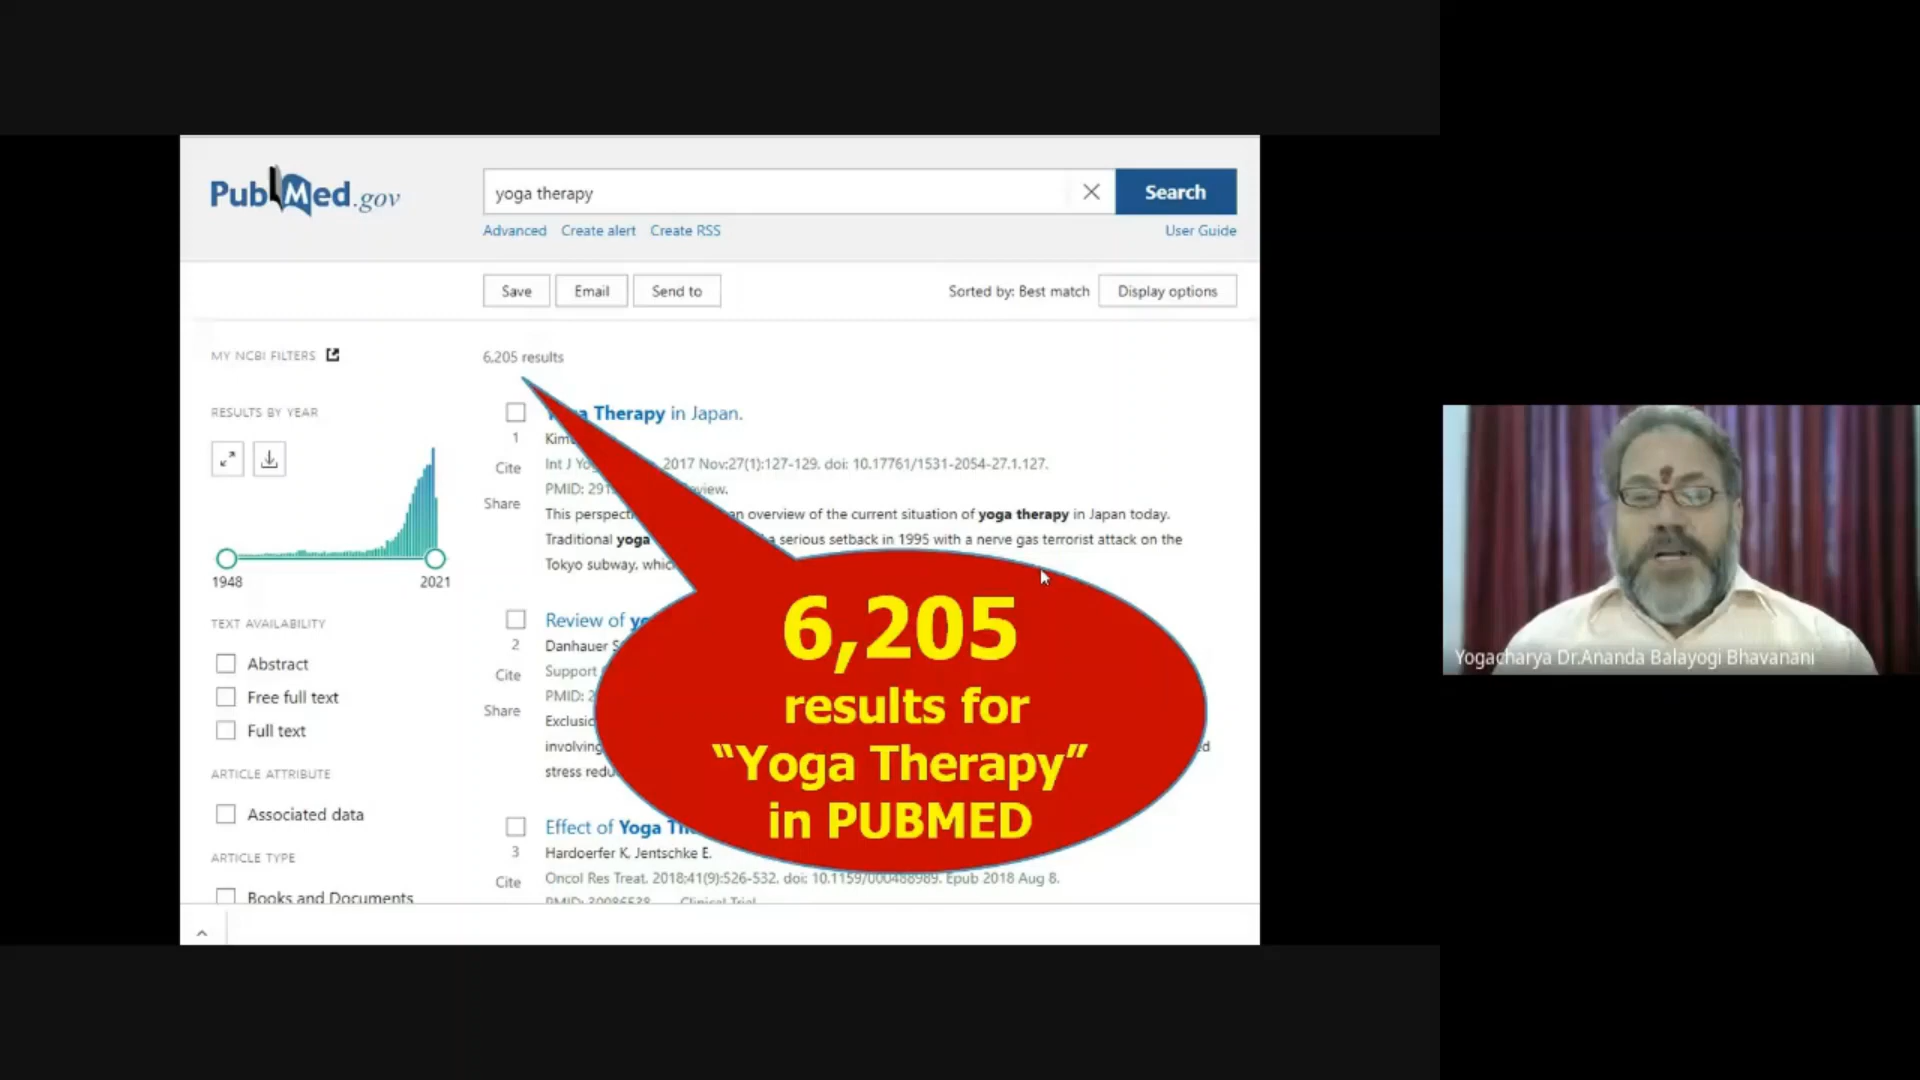 PubMed.gov
yoga therapy
Search
Advanced Create alert Create RSS
User Guide
Save Email Send to
Sorted by: Best match Display options
MY NCBI FILTERS
6,205 results
RESULTS BY YEAR
1948 2021
TEXT AVAILABILITY
Abstract
Free full text
Full text
ARTICLE ATTRIBUTE
Associated data
ARTICLE TYPE
Books and Documents
Therapy in Japan.
1
Cite
Int J 2017 Nov:27(1):127-129. doi: 10.17761/1531-2054-27.1.127.
PMID:
Share
an overview of the current situation of yoga therapy in Japan today.
Traditional yoga serious setback in 1995 with a nerve gas terrorist attack on the
Tokyo subway,
Review of
2
Danhauer
Cite
Support
PMID:
Share
involving
stress
Effect of Yoga
3
Hardoerfer K, Jentschke E.
Cite
Oncol Res Treat. 2018;41(9):526-532. doi: 10.1159/000488989. Epub 2018 Aug 8.
PMID: 30086538 Clinical Trial.
6,205
results for
“Yoga Therapy”
in PUBMED
Yogacharya Dr.Ananda Balayogi Bhavanani